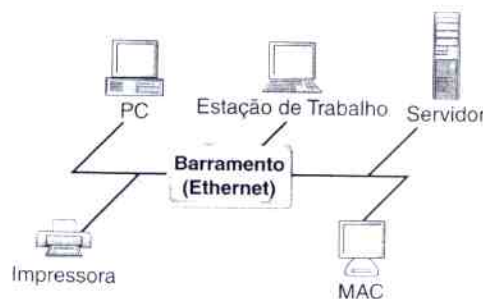 PC
Estação de Trabalho
Servidor
Barramento
(Ethernet)
Impressora
MAC